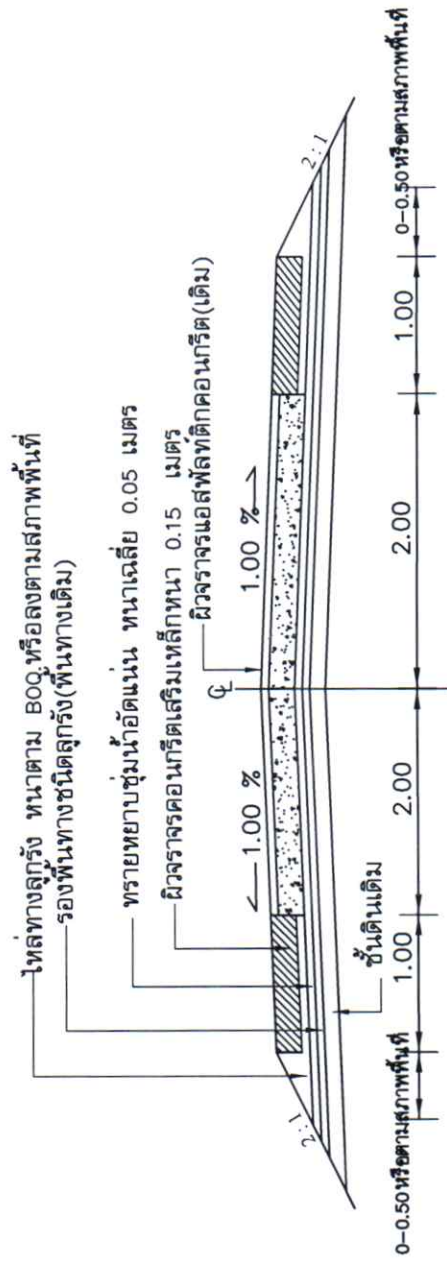 ไหล่ทางลูกรัง หนาตาม BOQ.หรือลงตามสภาพพื้นที่
รองพื้นทางชนิดลูกรัง(พื้นทางเดิม)
ทรายหยาบชุ่มน้ำอัดแน่น หนาเฉลี่ย 0.05 เมตร
ผิวจราจรคอนกรีตเสริมเหล็กหนา 0.15 เมตร
ผิวจราจรแอสฟัลท์ติกคอนกรีต(เดิม)
1.00 %
1.00 %
2:1
2:1
ชั้นดินเดิม
0-0.50หรือตามสภาพพื้นที่
1.00
2.00
2.00
1.00
0-0.50หรือตามสภาพพื้นที่